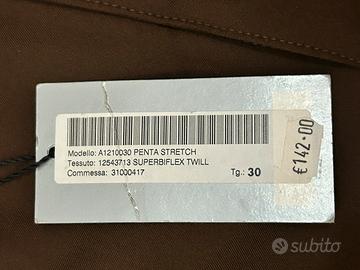 Modello: A1210030 PENTA STRETCH
Tessuto: 12543713 SUPERBIFLEX TWILL
Commessa: 31000417 Tg.: 30
€142.00
subito